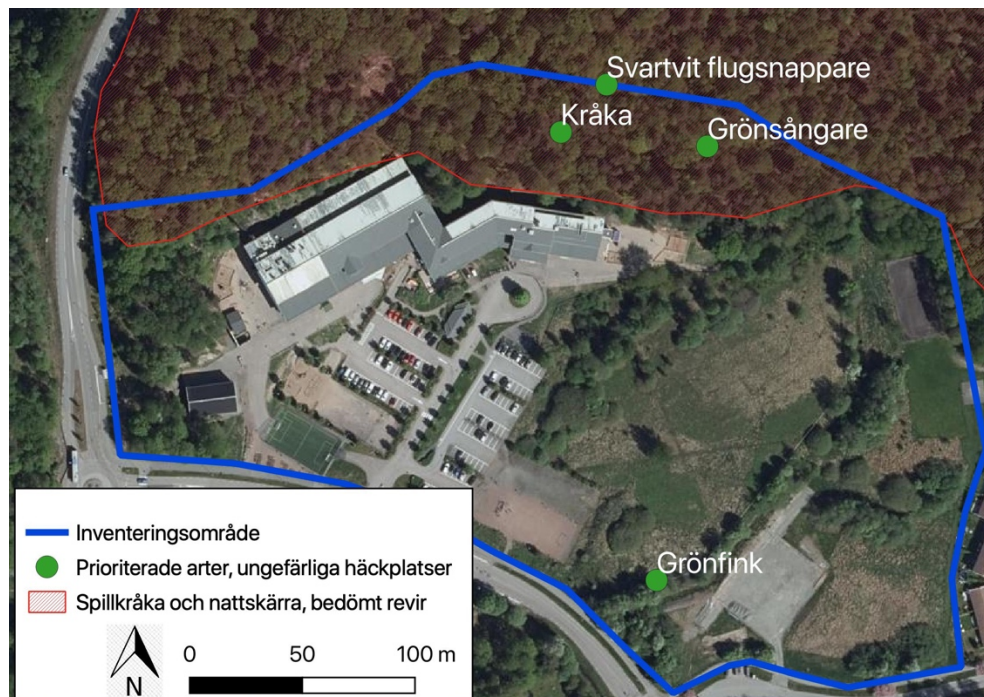 Svartvit flugsnappare
Kråka
Grönsångare
Grönfink
Inventeringsområde
Prioriterade arter, ungefärliga häckplatser
Spillkråka och nattskärra, bedömt revir
0 50 100 m
N